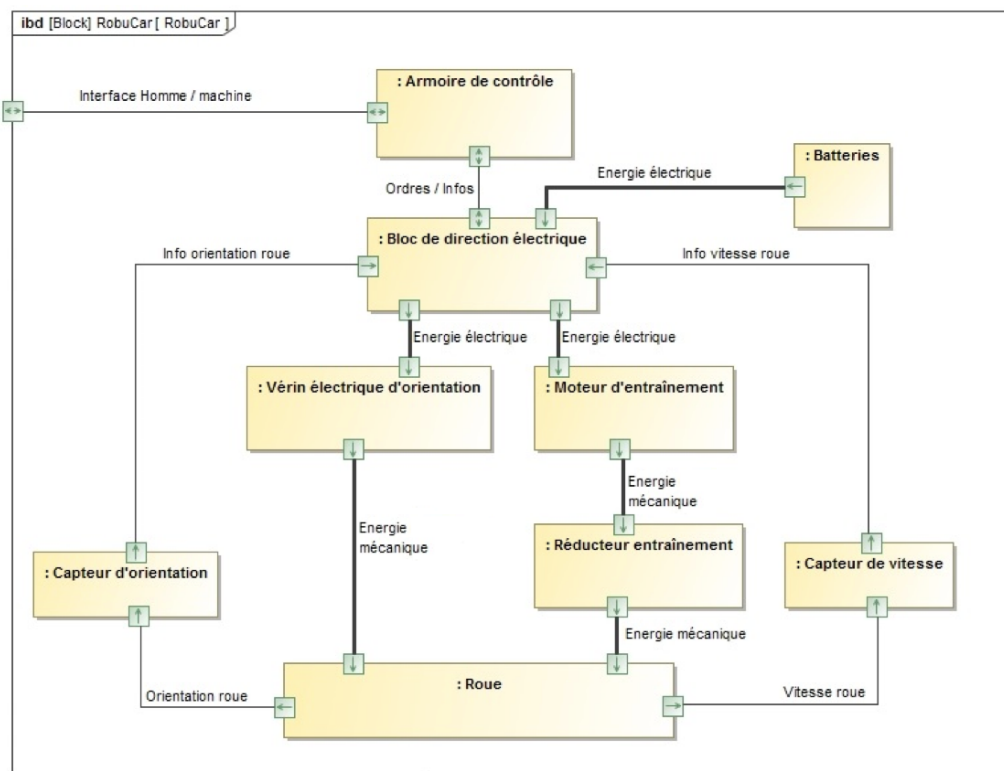 ibd [Block] RobuCar [ RobuCar ]
: Armoire de contrôle
Interface Homme / machine
: Batteries
Energie électrique
Ordres / Infos
: Bloc de direction électrique
Info orientation roue
Info vitesse roue
Energie électrique
Energie électrique
: Vérin électrique d'orientation
: Moteur d'entraînement
Energie
mécanique
Energie
mécanique
: Réducteur entraînement
: Capteur d'orientation
: Capteur de vitesse
Energie mécanique
: Roue
Orientation roue
Vitesse roue